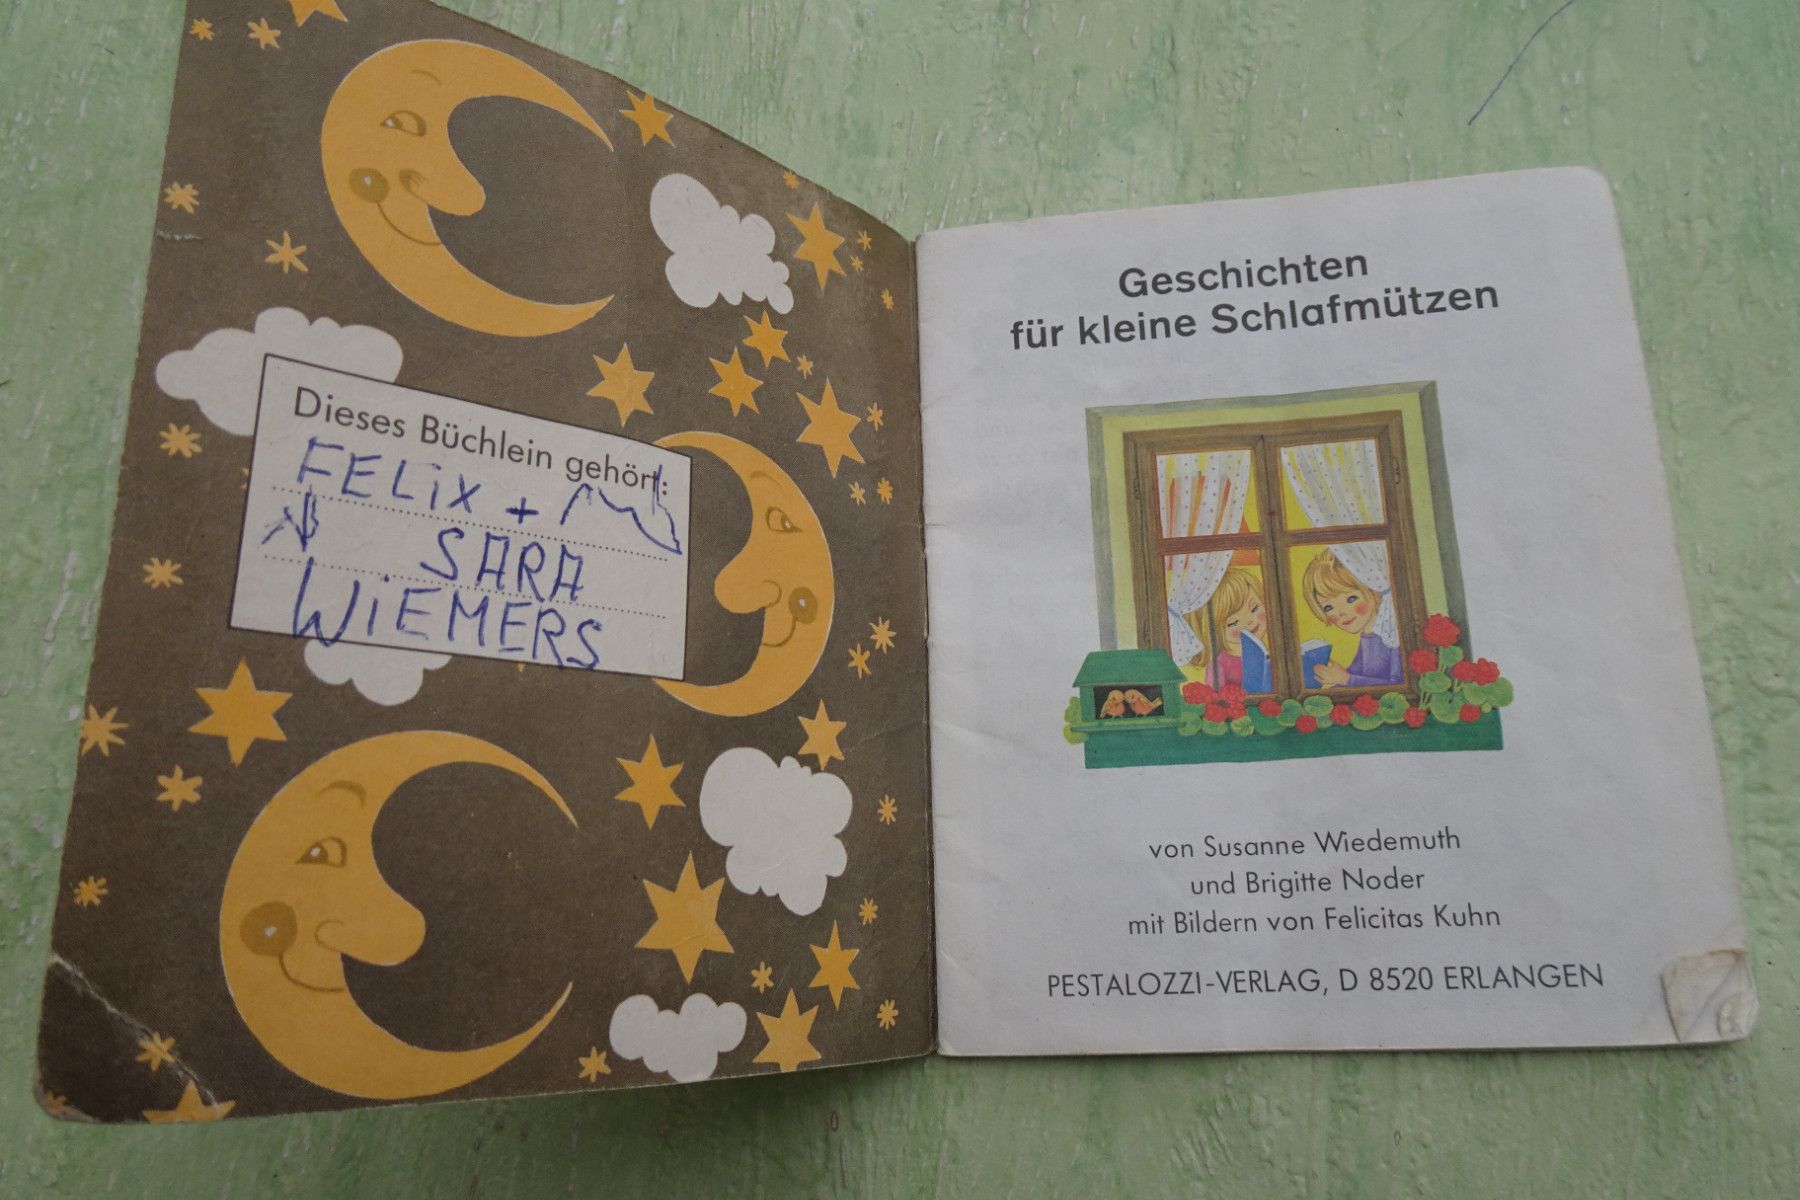 Dieses Büchlein gehört:
FELiX +
SARA
WiEMERS
Geschichten
für kleine Schlafmützen
von Susanne Wiedemuth
und Brigitte Noder
mit Bildern von Felicitas Kuhn
PESTALOZZI-VERLAG, D 8520 ERLANGEN